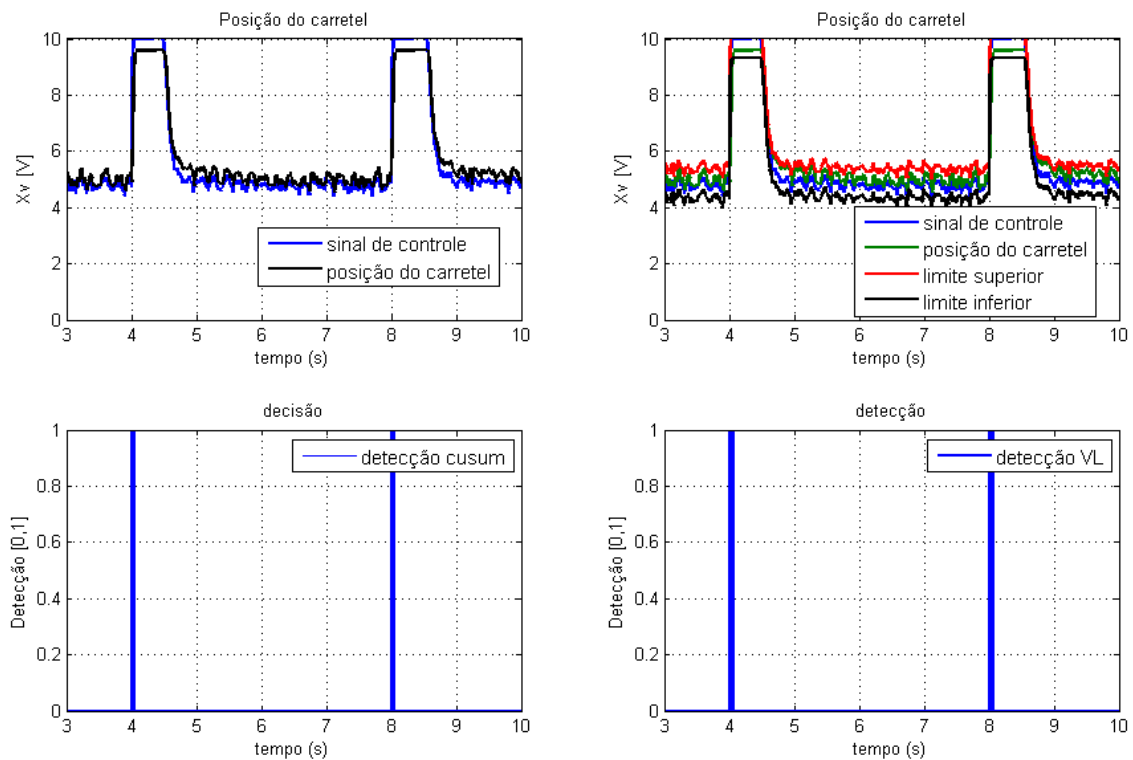 Posição do carretel
10
8
6
4
2
0
Xv [V]
sinal de controle
posição do carretel
3 4 5 6 7 8 9 10
tempo (s)
Posição do carretel
10
8
6
4
2
0
Xv [V]
sinal de controle
posição do carretel
limite superior
limite inferior
3 4 5 6 7 8 9 10
tempo (s)
decisão
1
0.8
0.6
0.4
0.2
0
Detecção [0,1]
detecção cusum
3 4 5 6 7 8 9 10
tempo (s)
detecção
1
0.8
0.6
0.4
0.2
0
Detecção [0,1]
detecção VL
3 4 5 6 7 8 9 10
tempo (s)